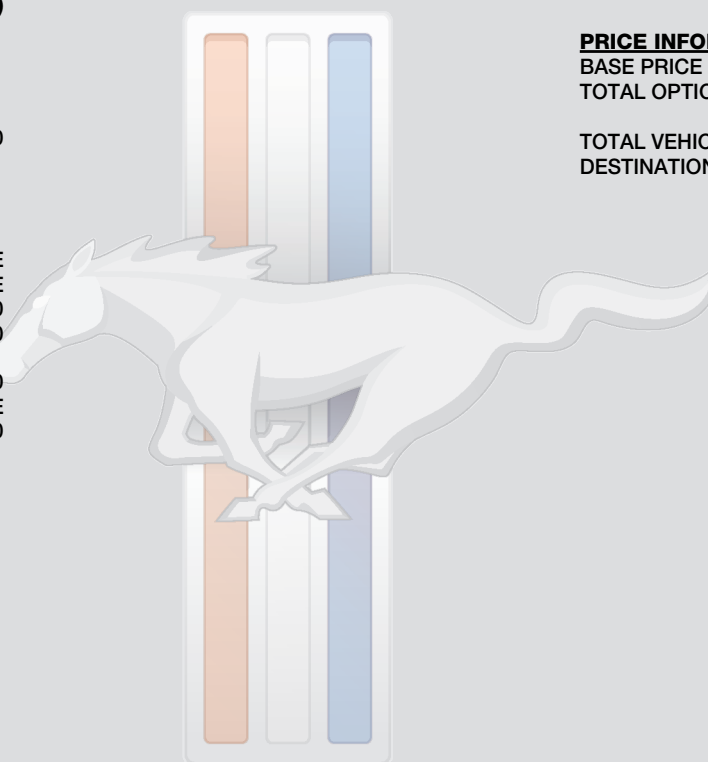 PRICE INFO
BASE PRICE
TOTAL OPTIO
TOTAL VEHIC
DESTINATION